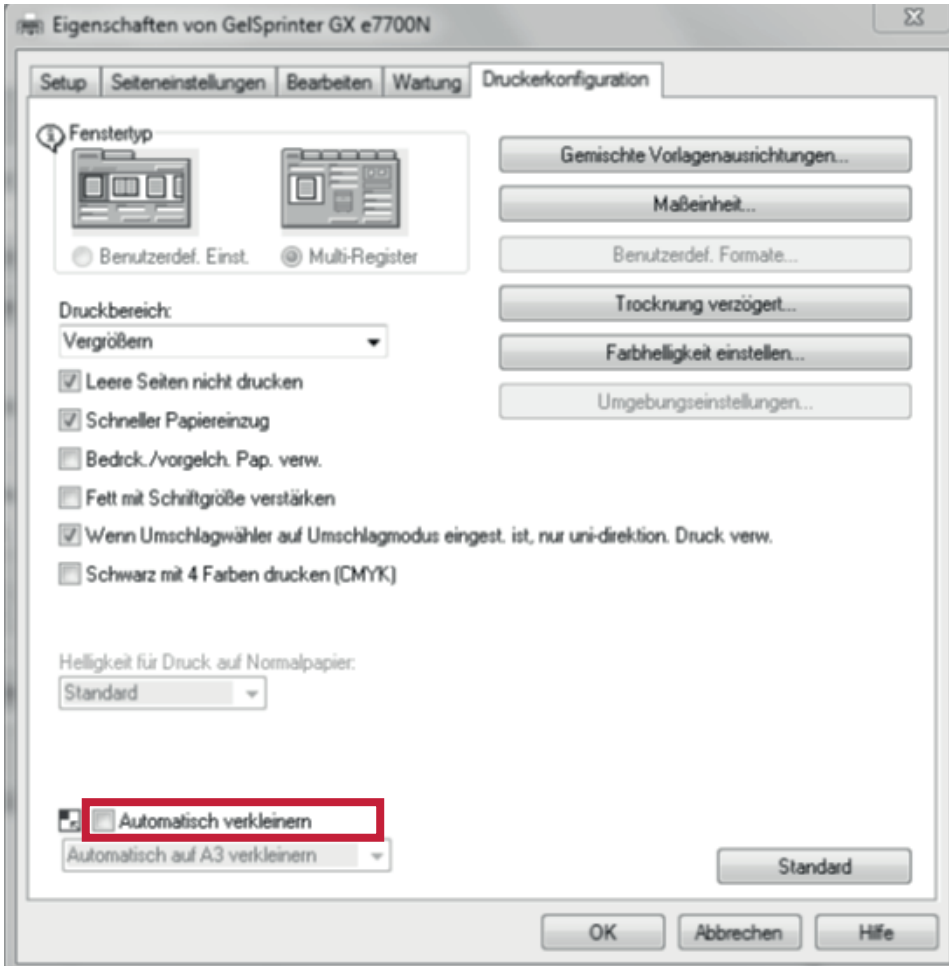 Eigenschaften von GelSprinter GX e7700N
Setup Seiteneinstellungen Bearbeiten Wartung Druckerkonfiguration
Fenstertyp
Benutzerdef. Einst. Multi-Register
Gemischte Vorlagenausrichtungen...
Maßeinheit...
Benutzerdef. Formate...
Trocknung verzögert...
Farbhelligkeit einstellen...
Umgebungseinstellungen...
Druckbereich:
Vergrößern
Leere Seiten nicht drucken
Schneller Papiereinzug
Bedrck./vorgelch. Pap. verw.
Fett mit Schriftgröße verstärken
Wenn Umschlagwähler auf Umschlagmodus eingest. ist, nur uni-direktion. Druck verw.
Schwarz mit 4 Farben drucken (CMYK)
Helligkeit für Druck auf Normalpapier:
Standard
Automatisch verkleinern
Automatisch auf A3 verkleinern
Standard
OK Abbrechen Hilfe